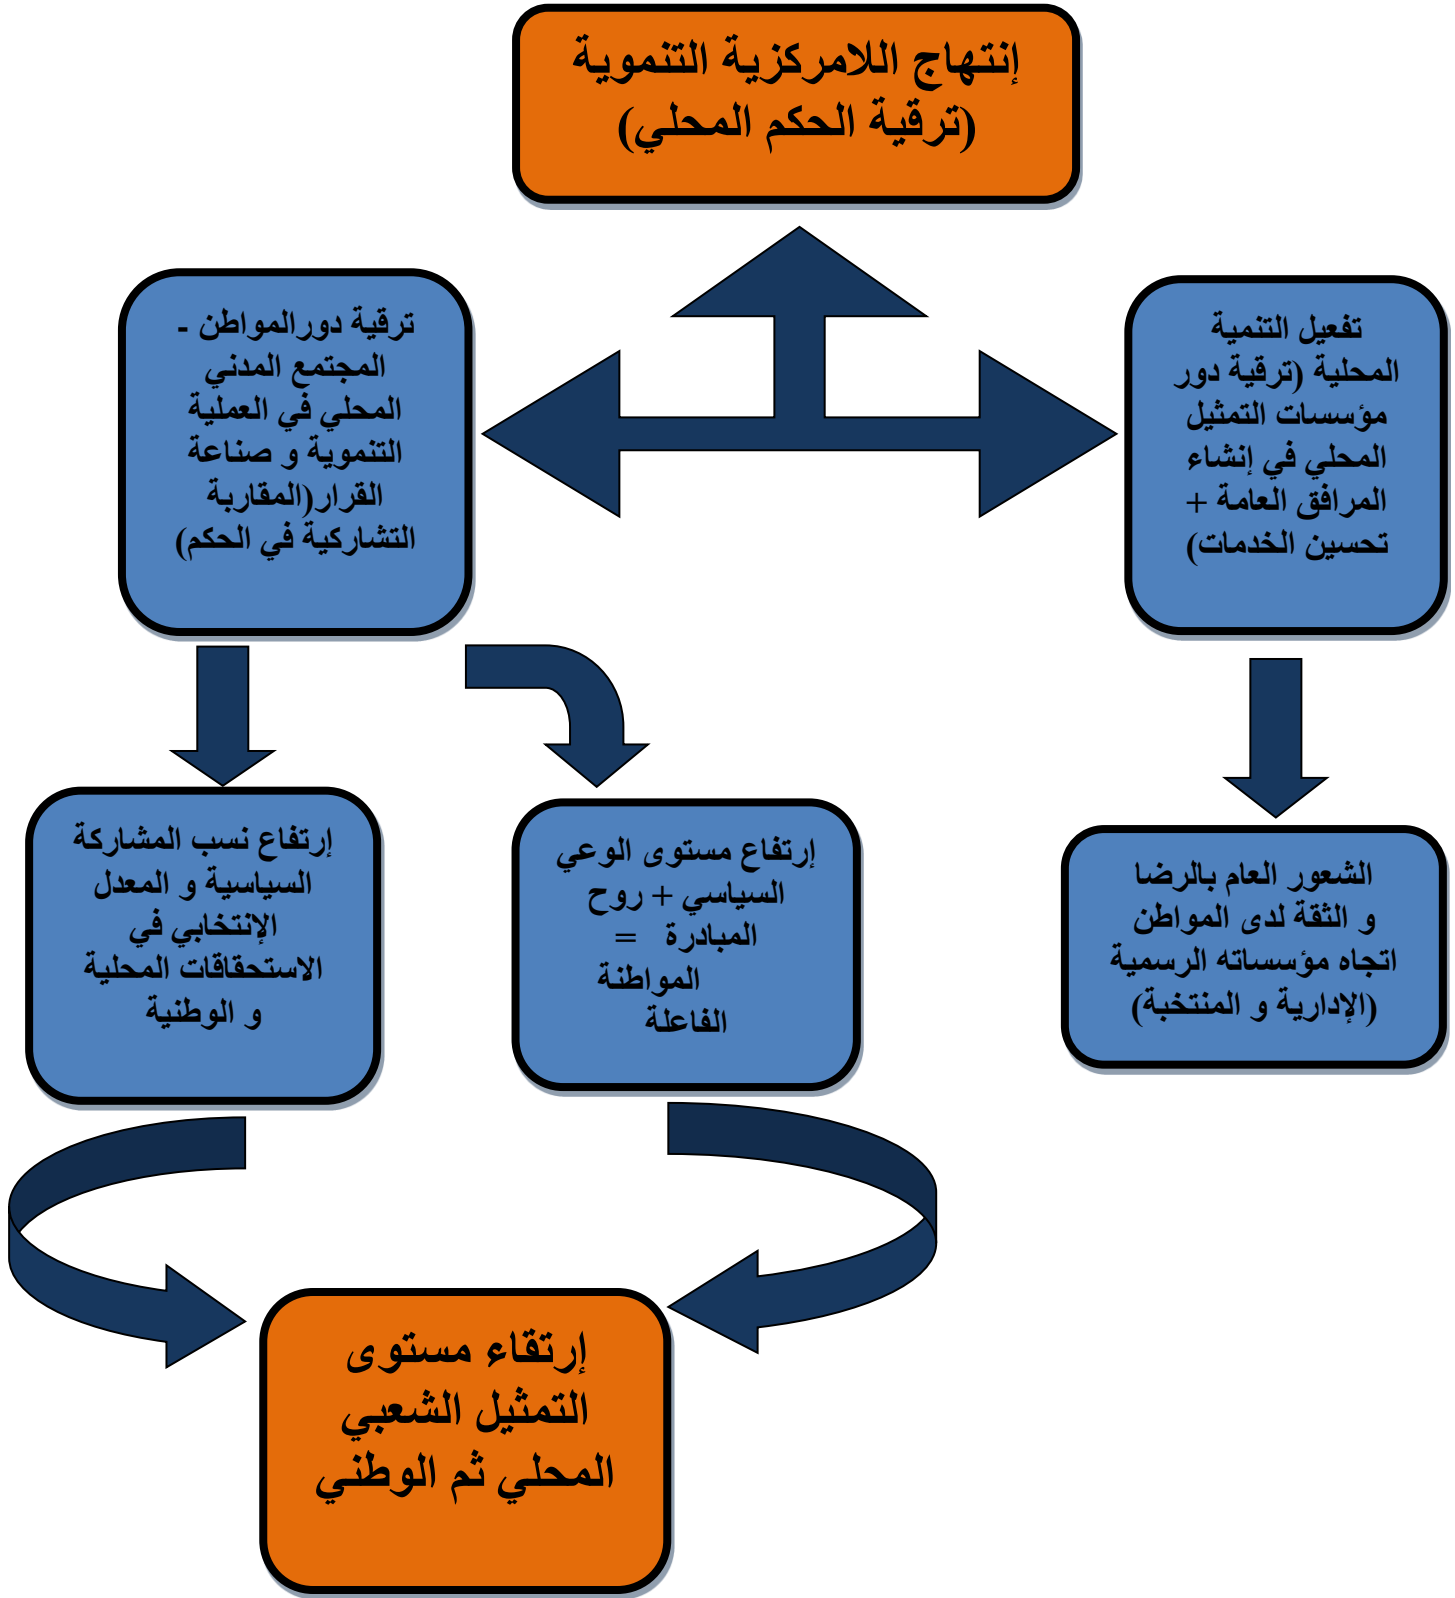 إنتهاج اللامركزية التنموية
(ترقية الحكم المحلي)
تفعيل التنمية
المحلية (ترقية دور
مؤسسات التمثيل
المحلي في إنشاء
المرافق العامة +
تحسين الخدمات)
ترقية دورالمواطن -
المجتمع المدني
المحلي في العملية
التنموية و صناعة
القرار(المقاربة
التشاركية في الحكم)
الشعور العام بالرضا
و الثقة لدى المواطن
اتجاه مؤسساته الرسمية
(الإدارية و المنتخبة)
إرتفاع مستوى الوعي
السياسي + روح
المبادرة =
المواطنة
الفاعلة
إرتفاع نسب المشاركة
السياسية و المعدل
الإنتخابي في
الاستحقاقات المحلية
و الوطنية
إرتقاء مستوى
التمثيل الشعبي
المحلي ثم الوطني